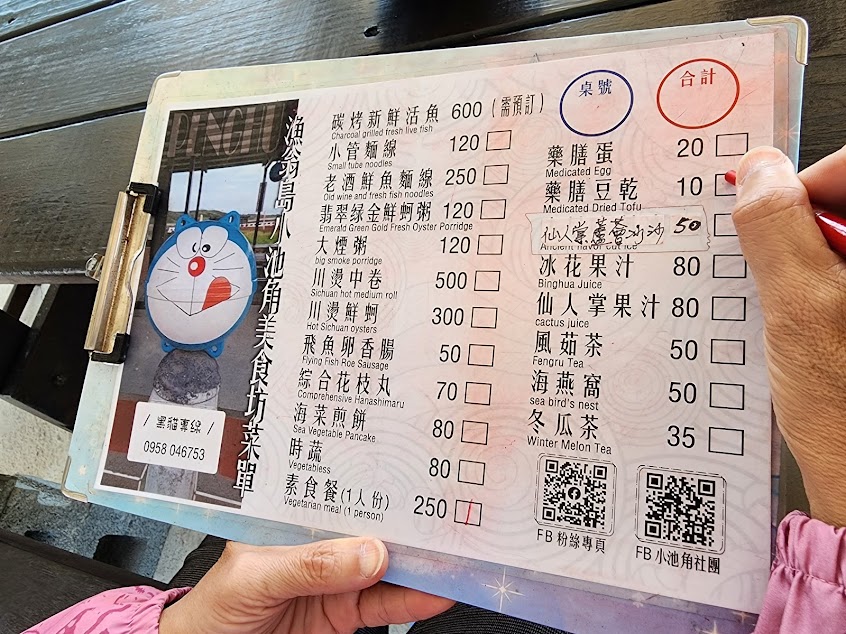 PINCHU
漁翁島小池角美食坊菜單
黑貓專線
0958 046753
碳烤新鮮活魚 600 (需預訂)
Charcoal grilled fresh live fish
小管麵線 120
Small tube noodles
老酒鮮魚麵線 250
Old wine and fresh fish noodles
翡翠绿金鮮蚵粥 120
Emerald Green Gold Fresh Oyster Porridge
大煙粥 120
big smoke porridge
川燙中卷 500
Sichuan hot medium roll
川燙鮮蚵 300
Hot Sichuan oysters
飛魚卵香腸 50
Flying Fish Roe Sausage
綜合花枝丸 70
Comprehensive Hanashimaru
海菜煎餅 80
Sea Vegetable Pancake
時蔬 80
Vegetabless
素食餐(1人份) 250
Vegetarian meal (1 person)
桌號
合計
藥膳蛋 20
Medicated Egg
藥膳豆乾 10
Medicated Dried Tofu
仙人掌蘆薈冰沙 50
Ancient flavor cut ice
冰花果汁 80
Binghua Juice
仙人掌果汁 80
cactus juice
風茹茶 50
Fengru Tea
海燕窩 50
sea bird's nest
冬瓜茶 35
Winter Melon Tea
FB 粉絲專頁
FB 小池角社團